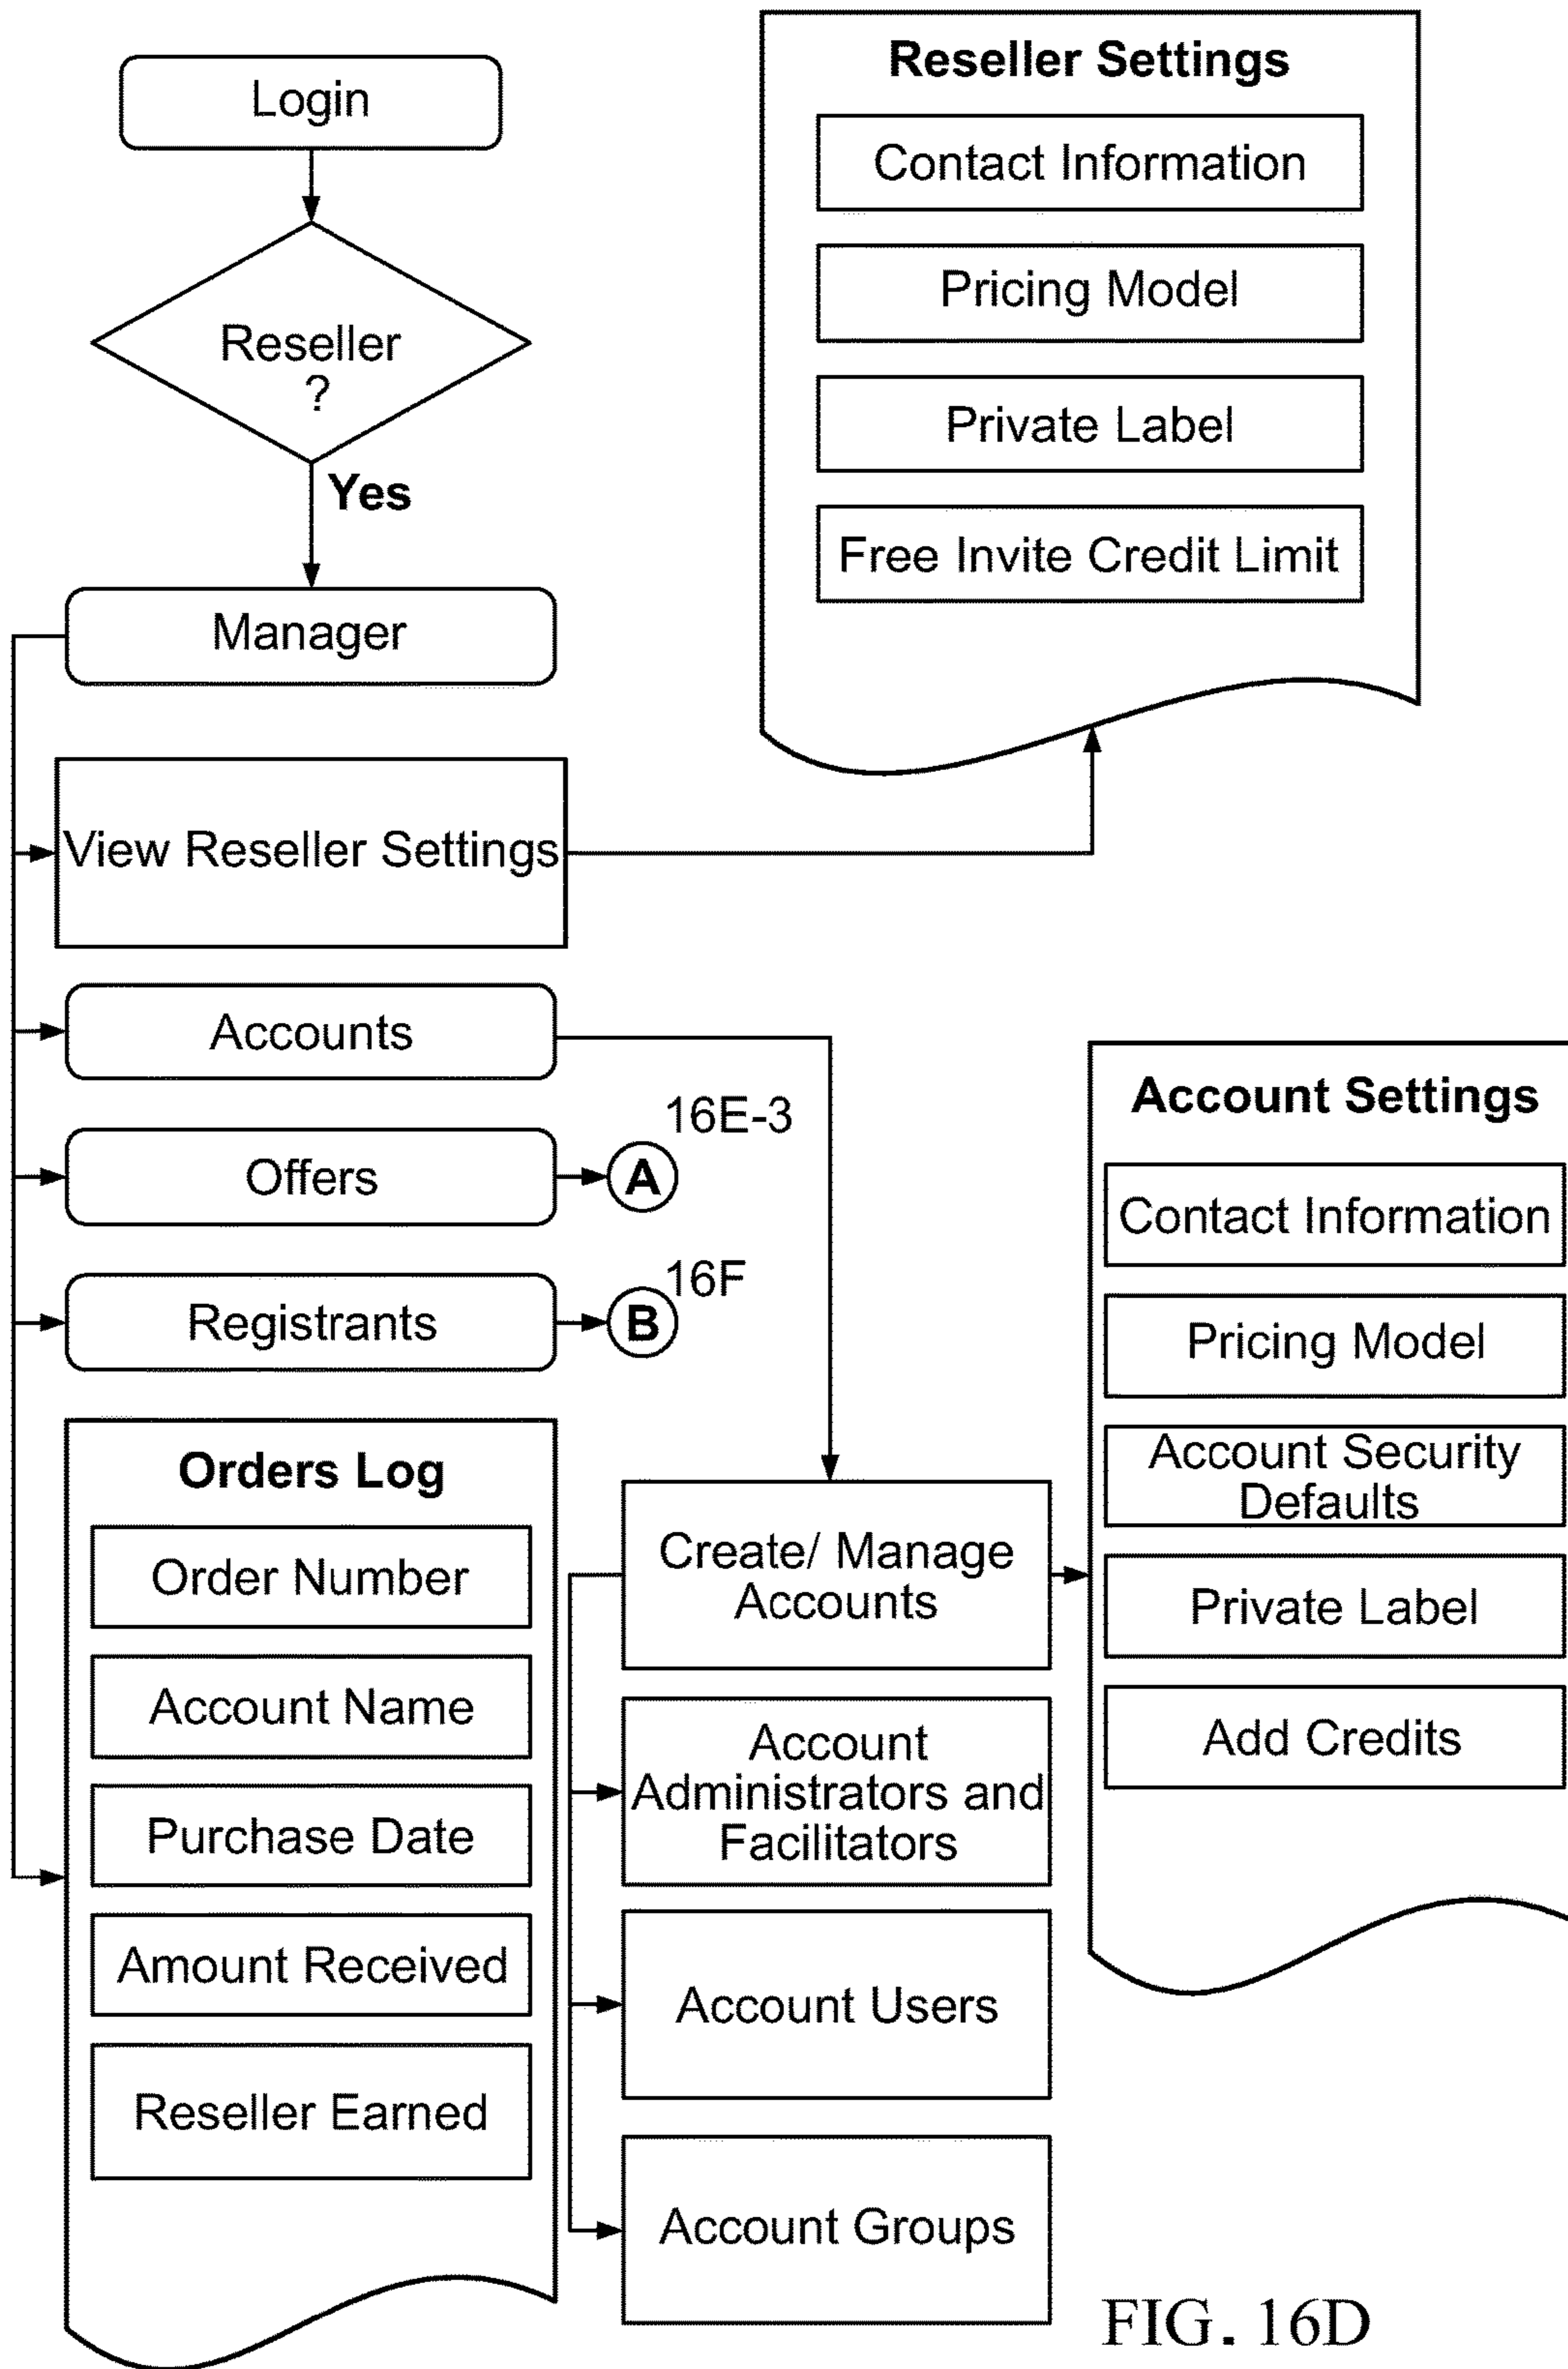 Login
Reseller
?
Yes
Manager
View Reseller Settings
Accounts
Offers
16E-3
A
Registrants
16F
B
Reseller Settings
Contact Information
Pricing Model
Private Label
Free Invite Credit Limit
Orders Log
Order Number
Account Name
Purchase Date
Amount Received
Reseller Earned
Create/ Manage
Accounts
Account
Administrators and
Facilitators
Account Users
Account Groups
Account Settings
Contact Information
Pricing Model
Account Security
Defaults
Private Label
Add Credits
FIG. 16D